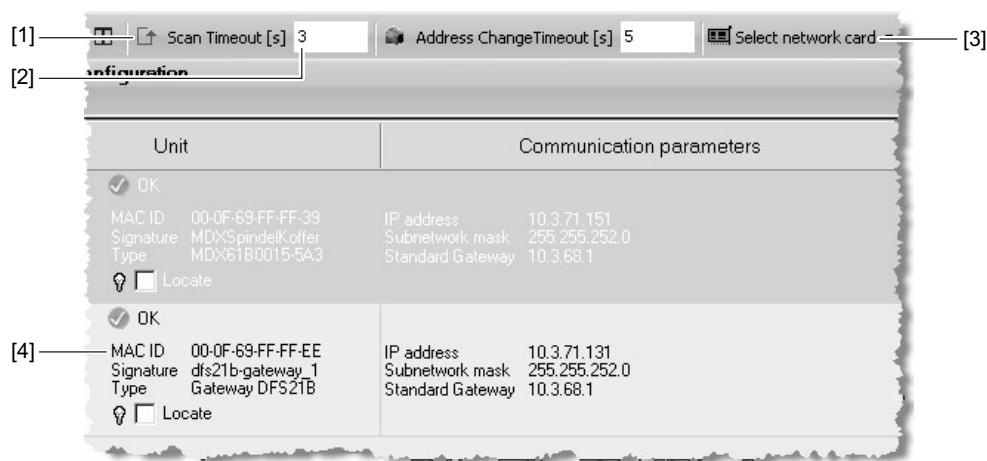 [1] Scan Timeout [s] 3 Address ChangeTimeout [s] 5 Select network card [3]
[2] onfiguration
Unit Communication parameters
OK
MAC ID 00-0F-69-FF-FF-39 IP address 10.3.71.151
Signature MDXSpindelKoffer Subnetwork mask 255.255.252.0
Type MDX61B0015-5A3 Standard Gateway 10.3.68.1
Locate
OK
[4] MAC ID 00-0F-69-FF-FF-EE IP address 10.3.71.131
Signature dfs21b-gateway_1 Subnetwork mask 255.255.252.0
Type Gateway DFS21B Standard Gateway 10.3.68.1
Locate